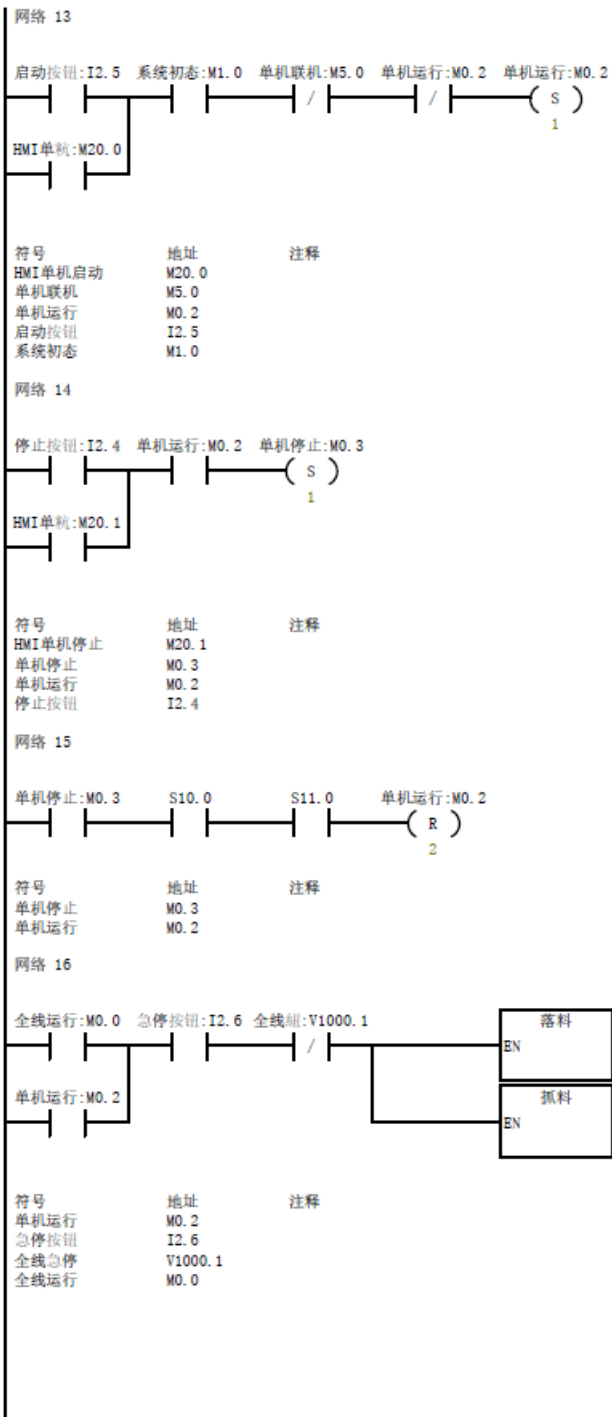 网络 13
启动按钮:I2.5 系统初态:M1.0 单机联机:M5.0 单机运行:M0.2 单机运行:M0.2
/ / S
1
HMI单:M20.0
符号 地址 注释
HMI单机启动 M20.0
单机联机 M5.0
单机运行 M0.2
启动按钮 I2.5
系统初态 M1.0
网络 14
停止按钮:I2.4 单机运行:M0.2 单机停止:M0.3
S
1
HMI单:M20.1
符号 地址 注释
HMI单机停止 M20.1
单机停止 M0.3
单机运行 M0.2
停止按钮 I2.4
网络 15
单机停止:M0.3 S10.0 S11.0 单机运行:M0.2
R
2
符号 地址 注释
单机停止 M0.3
单机运行 M0.2
网络 16
全线运行:M0.0 急停按钮:I2.6 全线:V1000.1 落料
/ EN
单机运行:M0.2 抓料
EN
符号 地址 注释
单机运行 M0.2
急停按钮 I2.6
全线急停 V1000.1
全线运行 M0.0